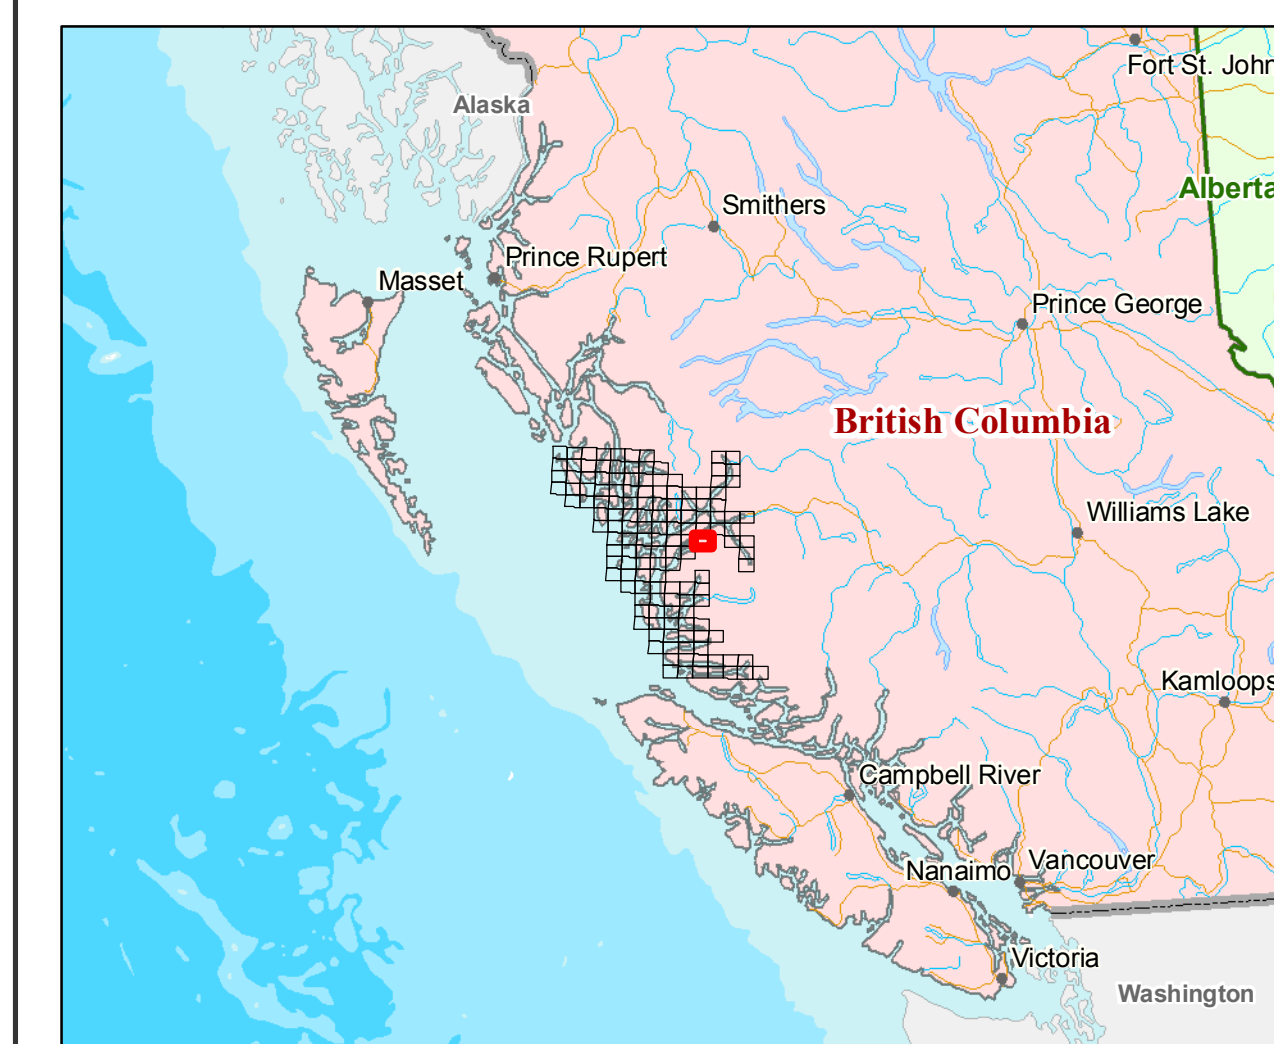 Fort St. John
Alaska
Alberta
Smithers
Prince Rupert
Masset
Prince George
British Columbia
Williams Lake
Kamloops
Campbell River
Vancouver
Nanaimo
Victoria
Washington